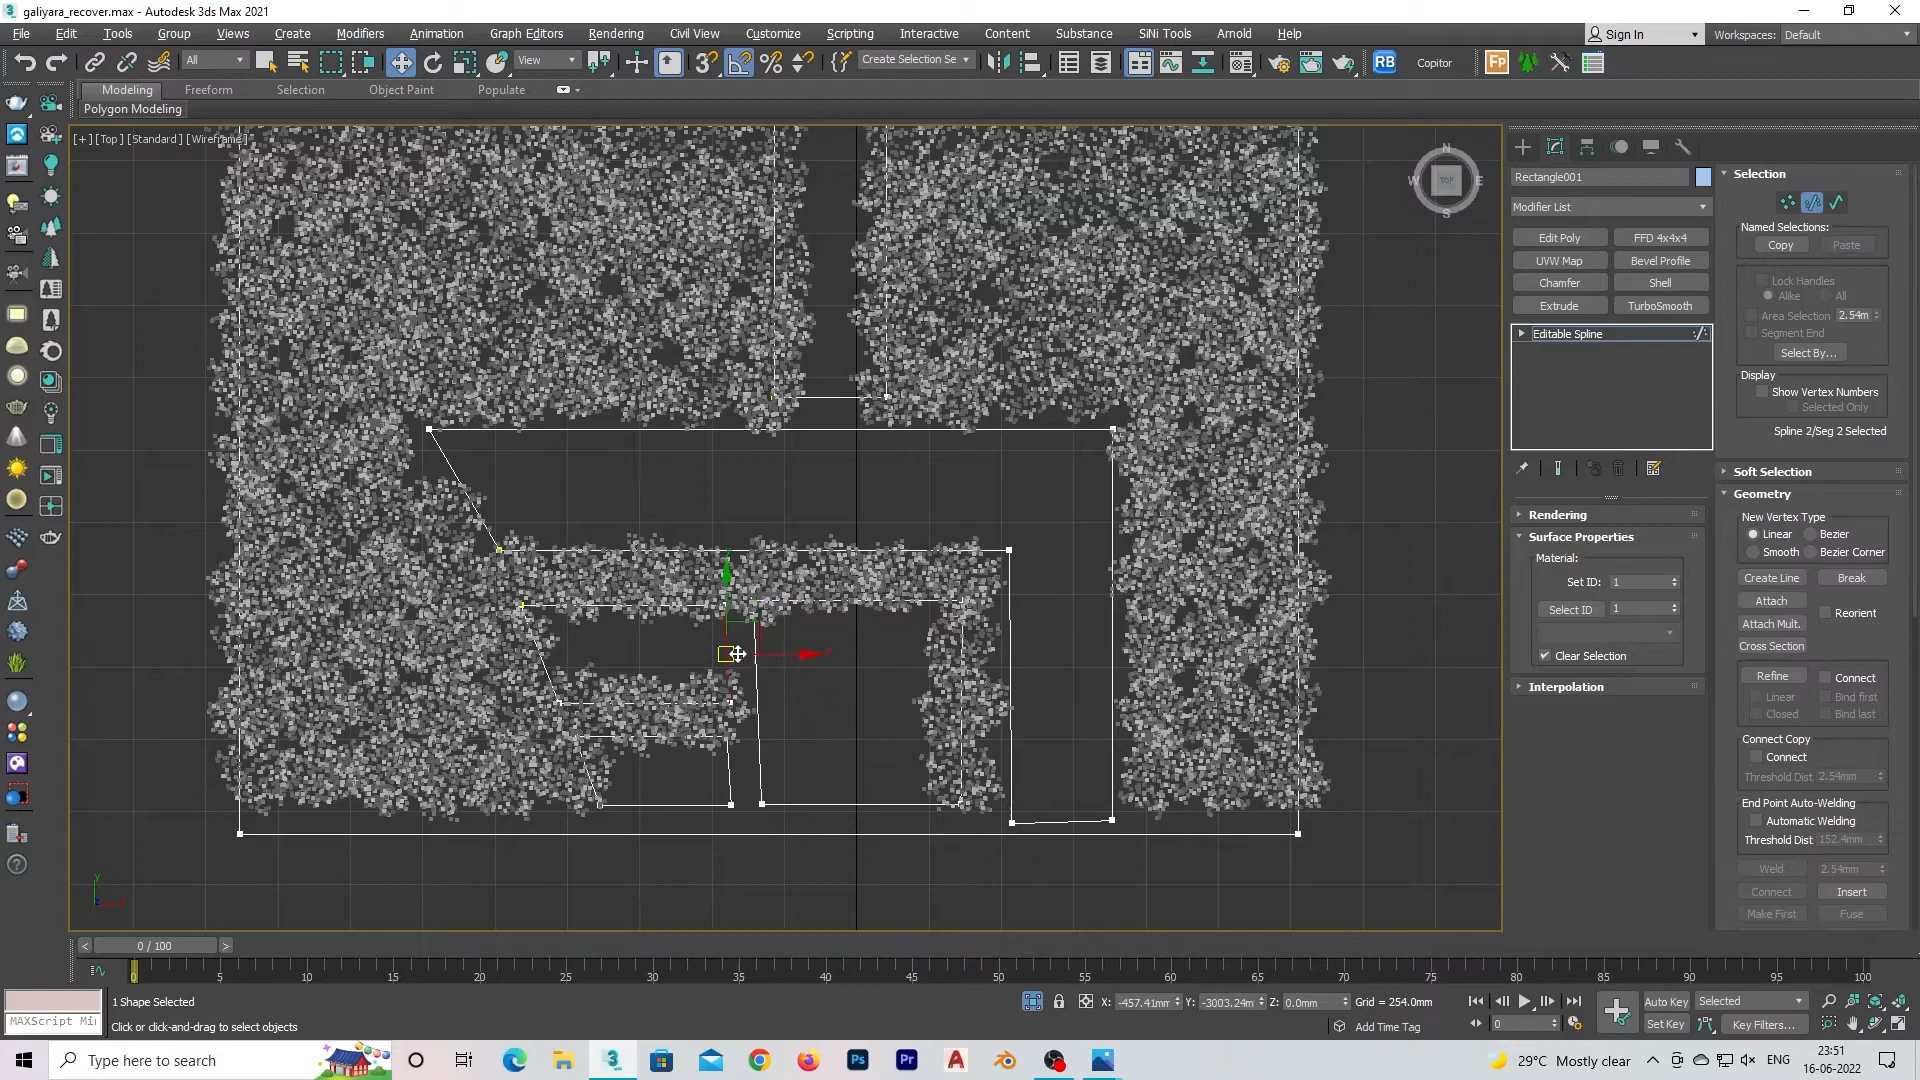 galiyara_recover.max - Autodesk 3ds Max 2021
File Edit Tools Group Views Create Modifiers Animation Graph Editors Rendering Civil View Customize Scripting Interactive Content Substance SiNi Tools Arnold Help
Sign In Workspaces: Default
All View Create Selection Se RB Copitor FP
Modeling Freeform Selection Object Paint Populate
Polygon Modeling
[+] [Top] [Standard] [Wireframe]
N
W TOP E
S
Rectangle001
Modifier List
Edit Poly FFD 4x4x4
UVW Map Bevel Profile
Chamfer Shell
Extrude TurboSmooth
Editable Spline
Rendering
Surface Properties
Material:
Set ID: 1
Select ID 1
Clear Selection
Interpolation
Selection
Named Selections:
Copy Paste
Lock Handles
Alike All
Area Selection 2.54m
Segment End
Select By...
Display
Show Vertex Numbers
Selected Only
Spline 2/Seg 2 Selected
Soft Selection
Geometry
New Vertex Type
Linear Bezier
Smooth Bezier Corner
Create Line Break
Attach
Reorient
Attach Mult.
Cross Section
Refine Connect
Linear Bind first
Closed Bind last
Connect Copy
Connect
Threshold Dist 2.54mm
End Point Auto-Welding
Automatic Welding
Threshold Dist 152.4mm
Weld 2.54mm
Connect Insert
Make First Fuse
y
< 0 / 100 >
0 5 10 15 20 25 30 35 40 45 50 55 60 65 70 75 80 85 90 95 100
1 Shape Selected X: -457.41mm Y: -3003.24m Z: 0.0mm Grid = 254.0mm Auto Key Selected
MAXScript Mi Click or click-and-drag to select objects Add Time Tag 0 Set Key Key Filters...
Type here to search Ps Pr 29°C Mostly clear ENG 23:51
16-06-2022